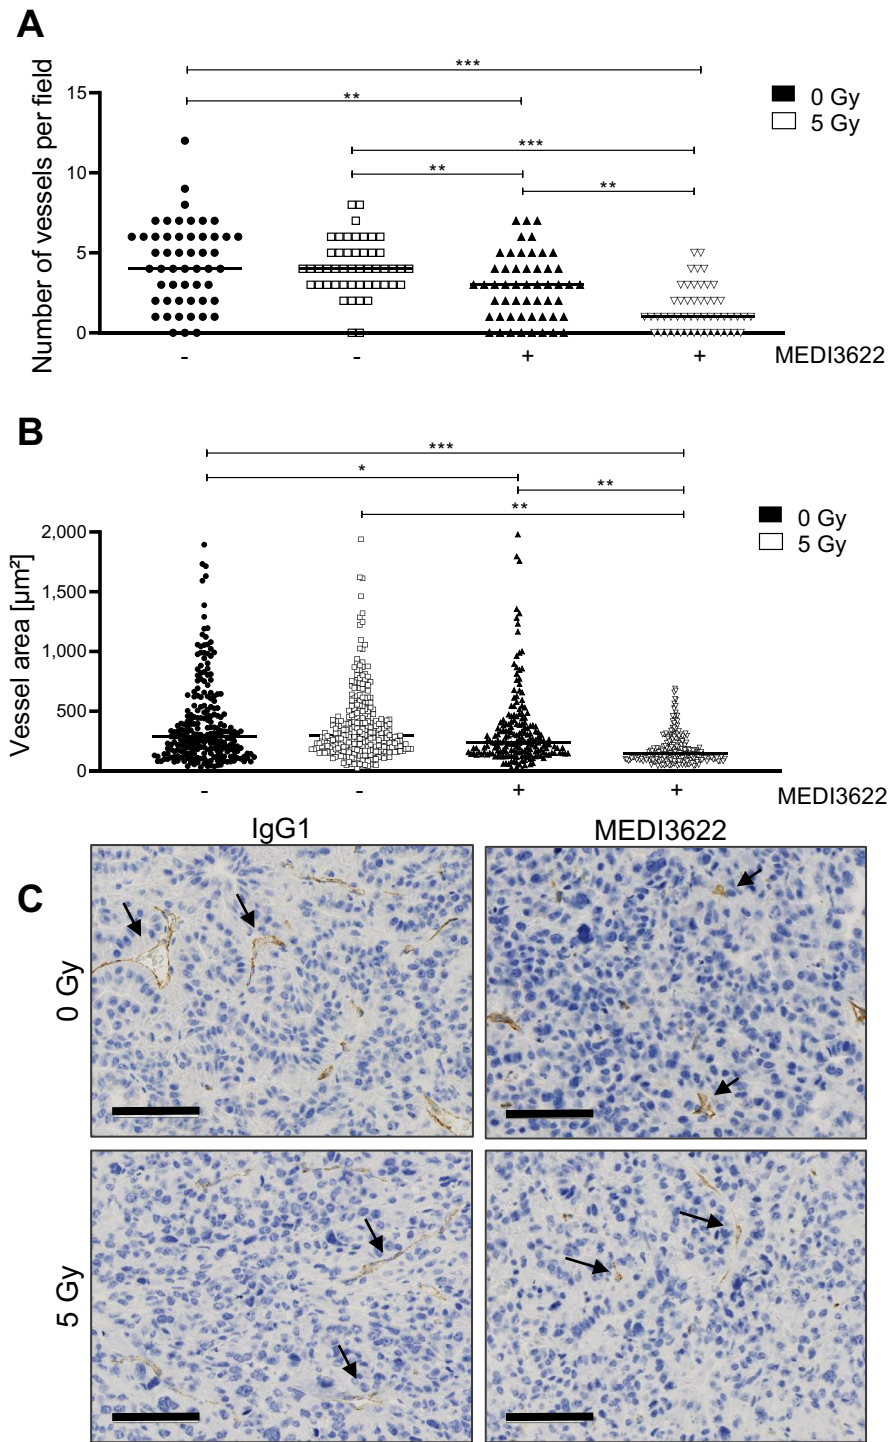 A
Number of vessels per field
15
10
5
0
***
**
***
**
**
0 Gy
5 Gy
- - + + MEDI3622
B
Vessel area [µm²]
2,000
1,500
1,000
500
0
***
*
**
**
0 Gy
5 Gy
- - + + MEDI3622
C
IgG1 MEDI3622
0 Gy
5 Gy